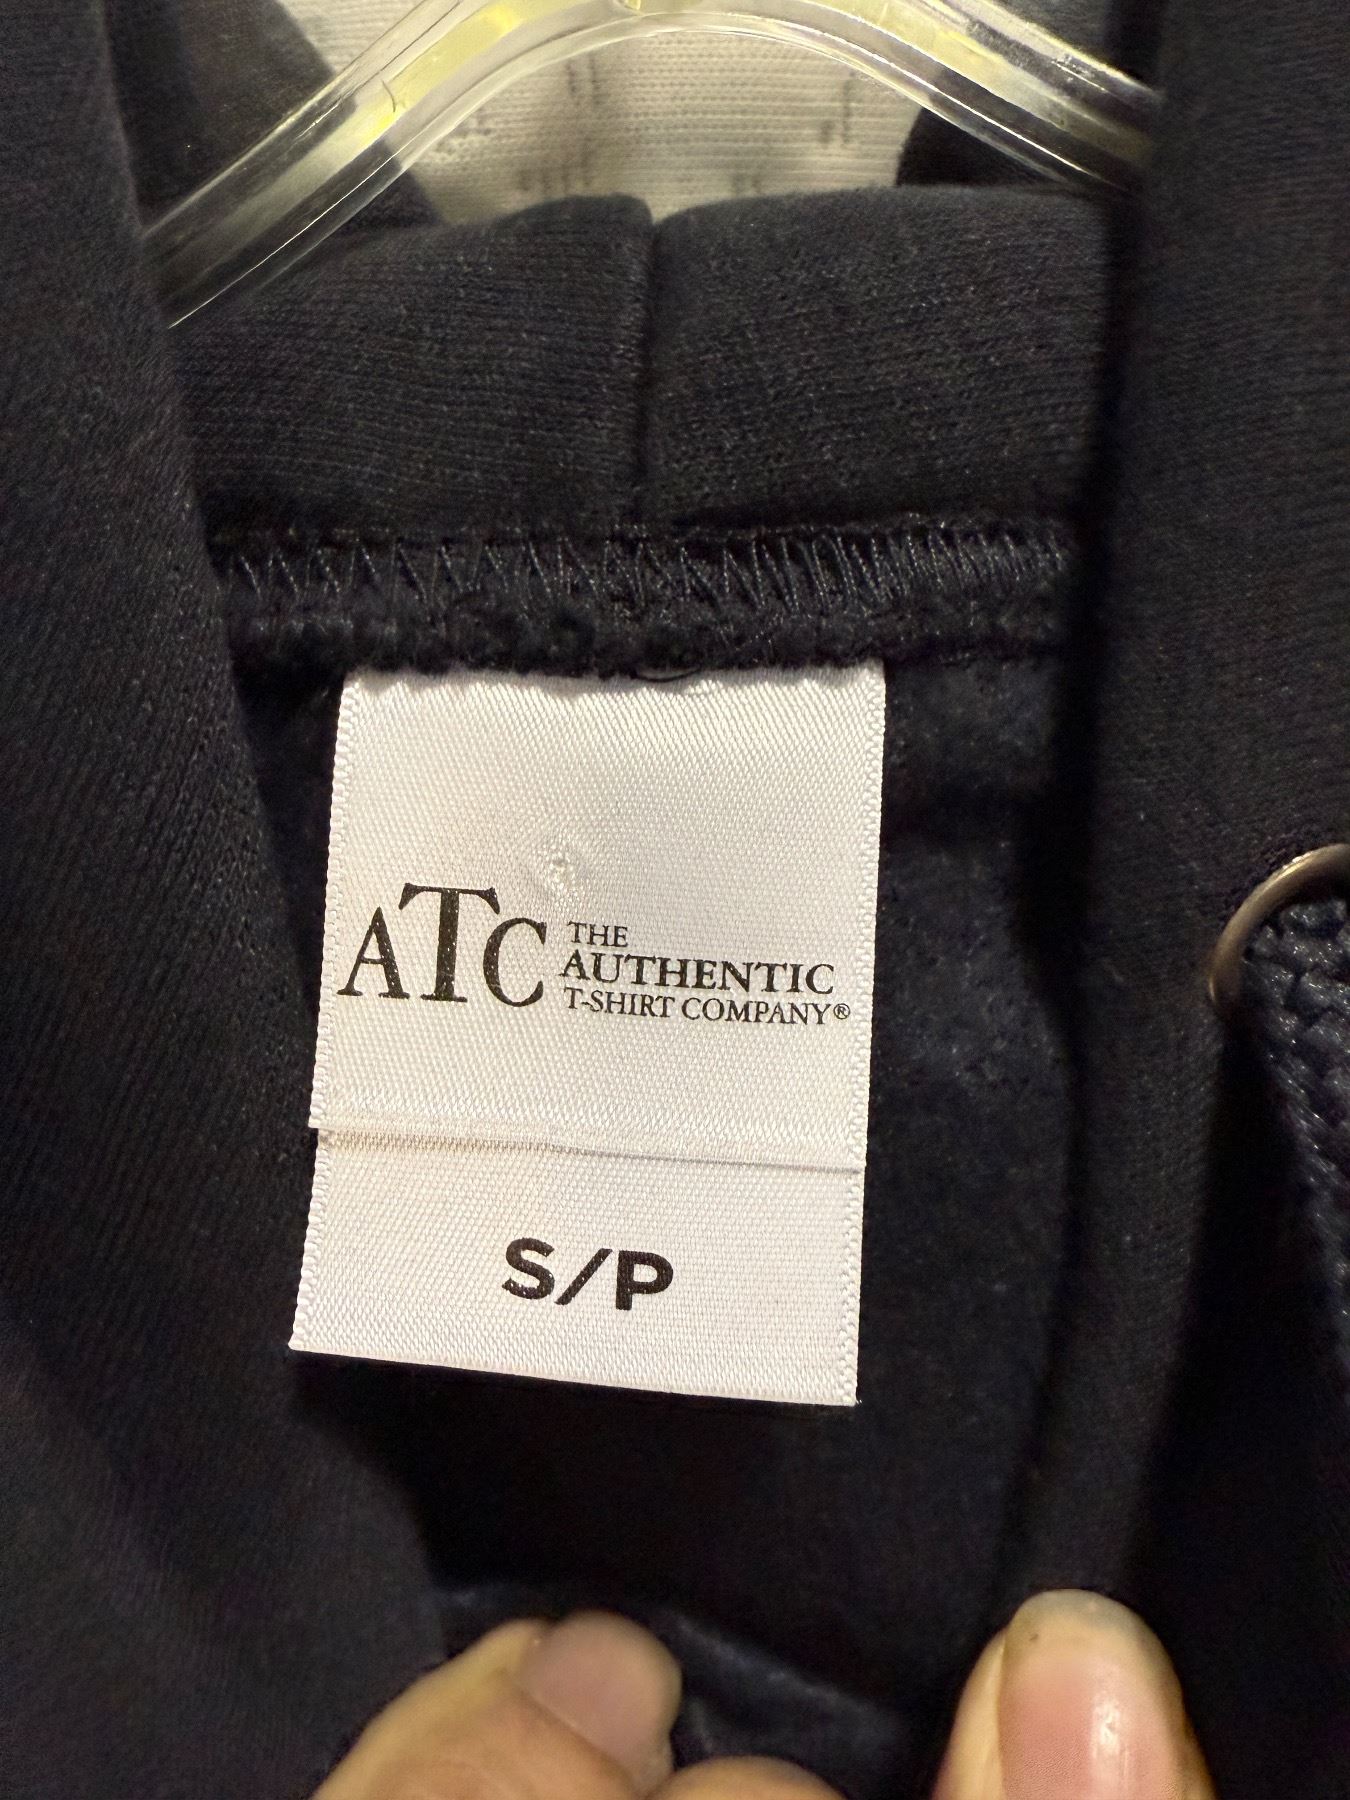 ATC
THE
AUTHENTIC
T-SHIRT COMPANY®
S/P